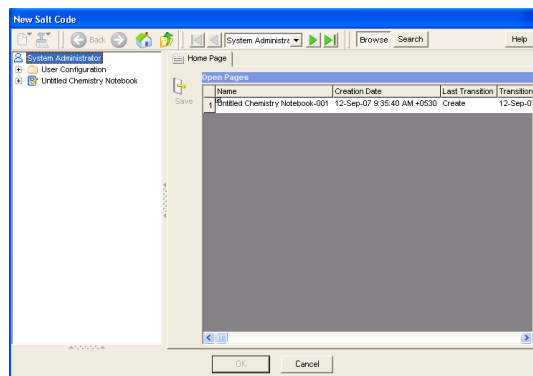 New Salt Code
Back System Administra Browse Search Help
System Administrator
User Configuration
Untitled Chemistry Notebook
Home Page
Save
Open Pages
Name Creation Date Last Transition Transition
1 Untitled Chemistry Notebook-001 12-Sep-07 9:35:40 AM +0530 Create 12-Sep-07
OK Cancel